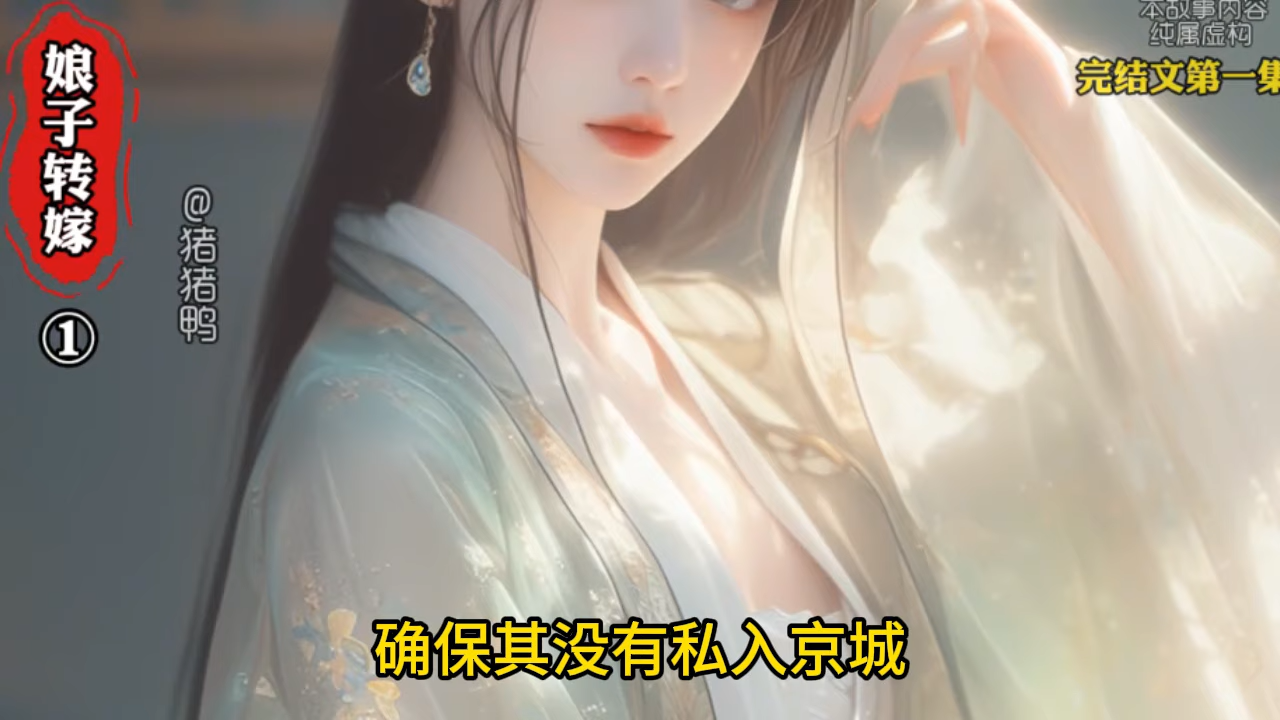 娘子转嫁
①
@猪猪鸭
本故事内容
纯属虚构
完结文第一集
确保其没有私入京城